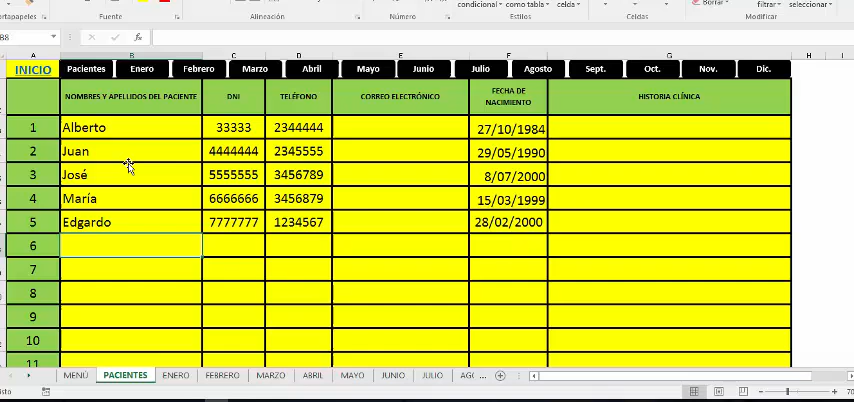 condicional como tabla celda Celdas Borrar filtrar seleccionar
Fuente Alineación Número Estilos Celdas Modificar
B8 fx
A B C D E F G H
INICIO Pacientes Enero Febrero Marzo Abril Mayo Junio Julio Agosto Sept. Oct. Nov. Dic.
NOMBRES Y APELLIDOS DEL PACIENTE DNI TELÉFONO CORREO ELECTRÓNICO FECHA DE NACIMIENTO HISTORIA CLÍNICA
1 Alberto 33333 2344444 27/10/1984
2 Juan 4444444 2345555 29/05/1990
3 José 5555555 3456789 8/07/2000
4 María 6666666 3456879 15/03/1999
5 Edgardo 7777777 1234567 28/02/2000
6
7
8
9
10
11
MENÚ PACIENTES ENERO FEBRERO MARZO ABRIL MAYO JUNIO JULIO AGO ...